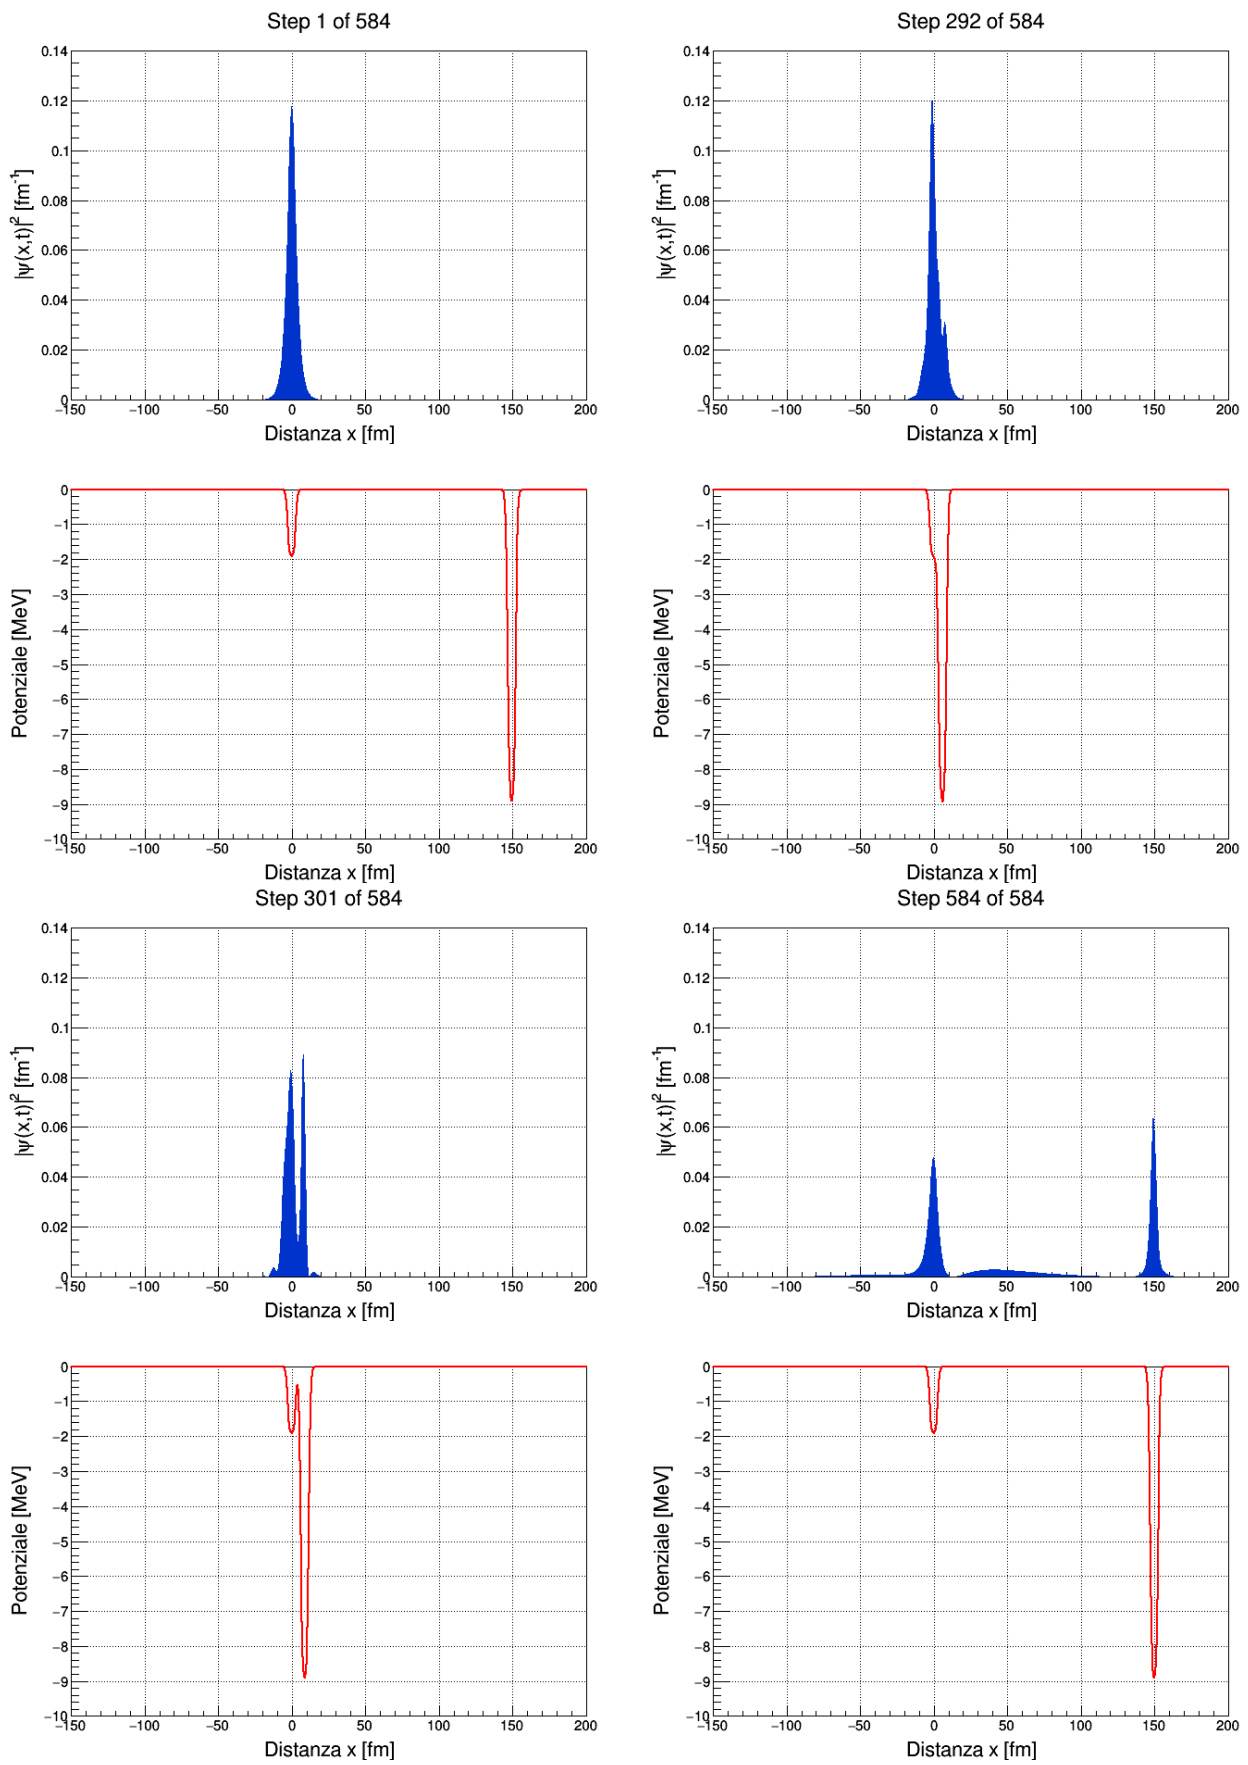 Step 1 of 584
|ψ(x,t)|² [fm⁻¹]
0.14
0.12
0.1
0.08
0.06
0.04
0.02
0
−150 −100 −50 0 50 100 150 200
Distanza x [fm]
Potenziale [MeV]
0
−1
−2
−3
−4
−5
−6
−7
−8
−9
−10
−150 −100 −50 0 50 100 150 200
Distanza x [fm]
Step 292 of 584
|ψ(x,t)|² [fm⁻¹]
0.14
0.12
0.1
0.08
0.06
0.04
0.02
0
−150 −100 −50 0 50 100 150 200
Distanza x [fm]
Potenziale [MeV]
0
−1
−2
−3
−4
−5
−6
−7
−8
−9
−10
−150 −100 −50 0 50 100 150 200
Distanza x [fm]
Step 301 of 584
|ψ(x,t)|² [fm⁻¹]
0.14
0.12
0.1
0.08
0.06
0.04
0.02
0
−150 −100 −50 0 50 100 150 200
Distanza x [fm]
Potenziale [MeV]
0
−1
−2
−3
−4
−5
−6
−7
−8
−9
−10
−150 −100 −50 0 50 100 150 200
Distanza x [fm]
Step 584 of 584
|ψ(x,t)|² [fm⁻¹]
0.14
0.12
0.1
0.08
0.06
0.04
0.02
0
−150 −100 −50 0 50 100 150 200
Distanza x [fm]
Potenziale [MeV]
0
−1
−2
−3
−4
−5
−6
−7
−8
−9
−10
−150 −100 −50 0 50 100 150 200
Distanza x [fm]